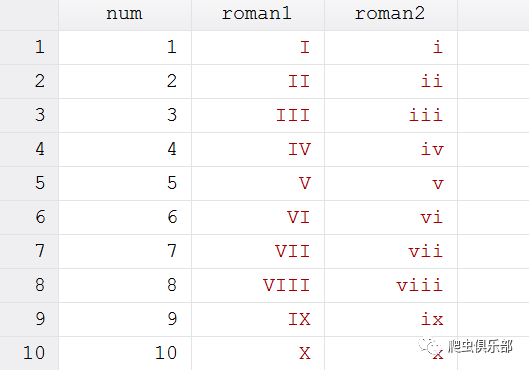 num roman1 roman2
1 1 I i
2 2 II ii
3 3 III iii
4 4 IV iv
5 5 V v
6 6 VI vi
7 7 VII vii
8 8 VIII viii
9 9 IX ix
10 10 X x
爬虫俱乐部